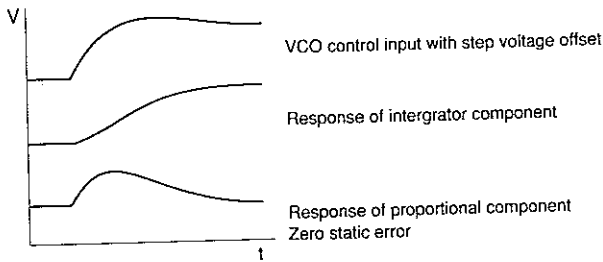 V
VCO control input with step voltage offset
Response of intergrator component
Response of proportional component
Zero static error
t